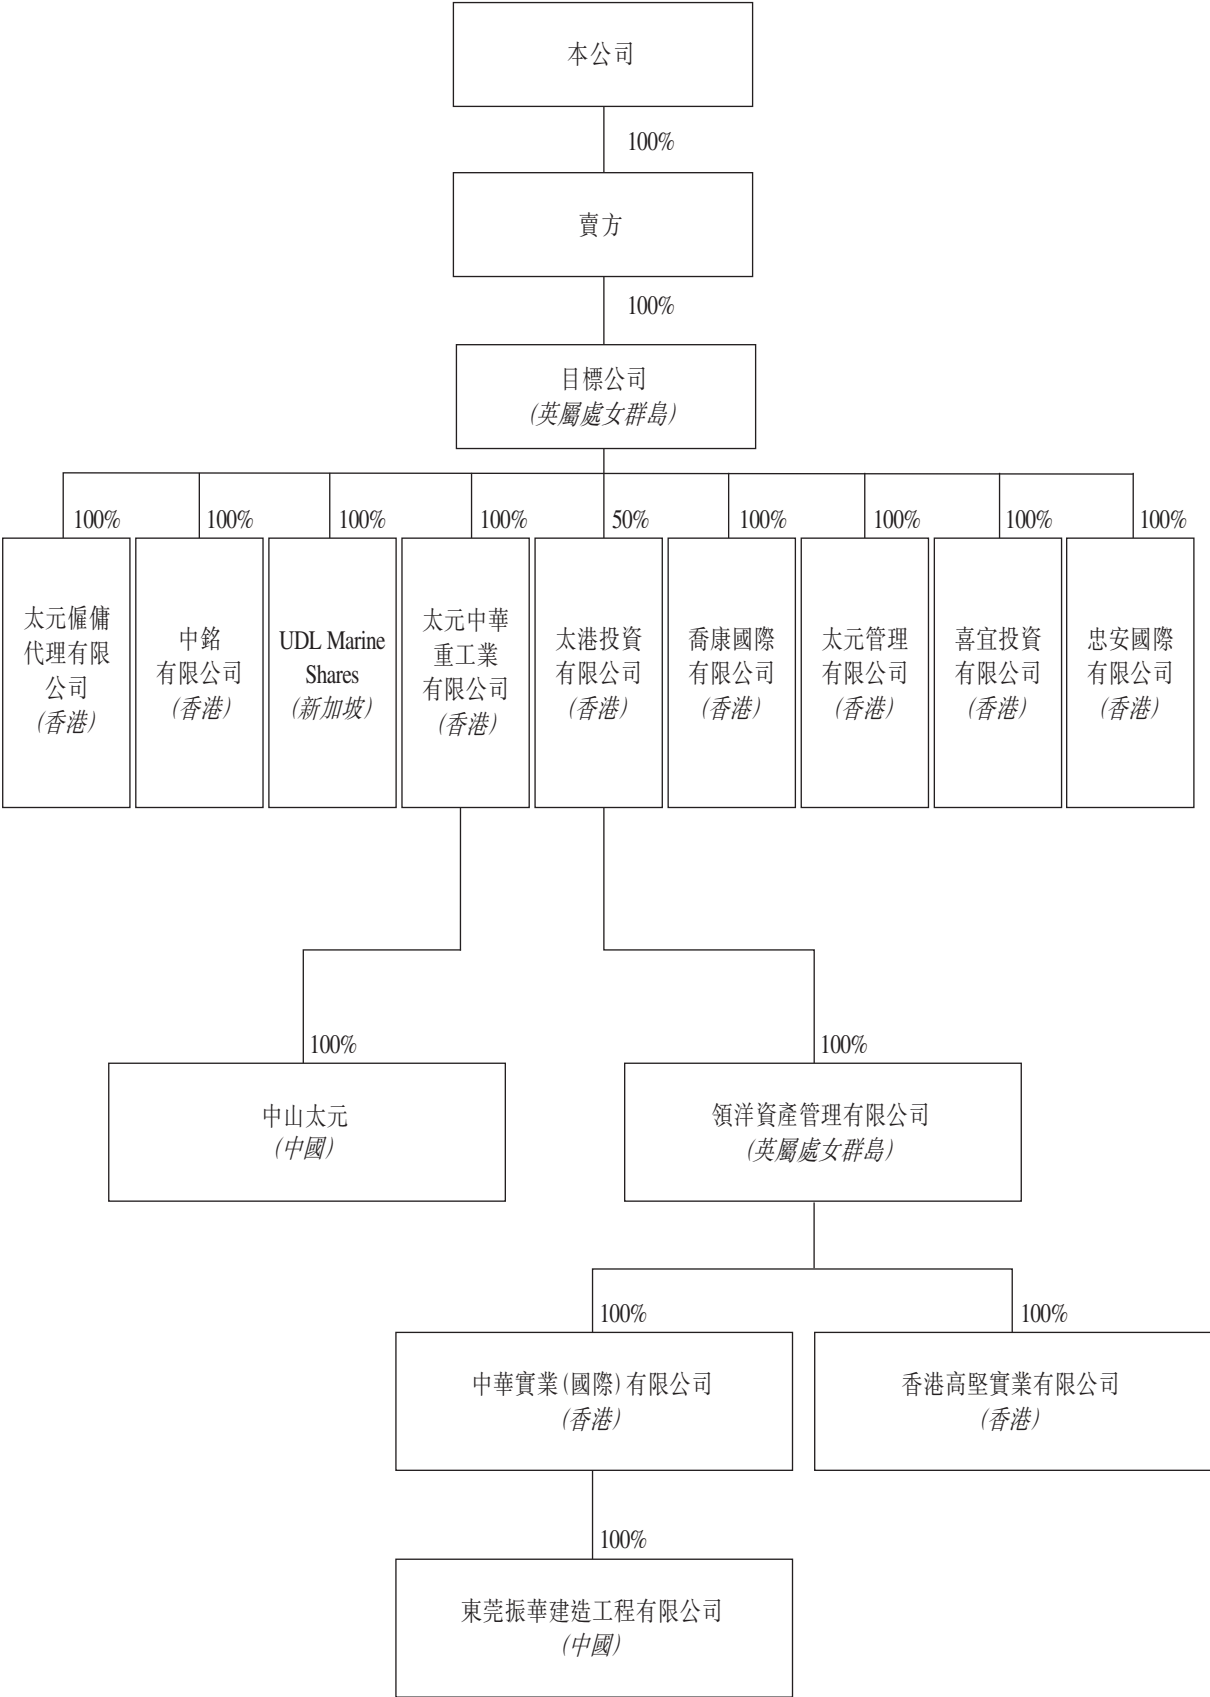 本公司
100%
賣方
100%
目標公司
(英屬處女群島)
100%
100%
100%
100%
50%
100%
100%
100%
100%
太元僱傭
代理有限
公司
(香港)
中銘
有限公司
(香港)
UDL Marine
Shares
(新加坡)
太元中華
重工業
有限公司
(香港)
太港投資
有限公司
(香港)
喬康國際
有限公司
(香港)
太元管理
有限公司
(香港)
喜宜投資
有限公司
(香港)
忠安國際
有限公司
(香港)
100%
100%
中山太元
(中國)
領洋資產管理有限公司
(英屬處女群島)
100%
100%
中華實業(國際)有限公司
(香港)
香港高堅實業有限公司
(香港)
100%
東莞振華建造工程有限公司
(中國)